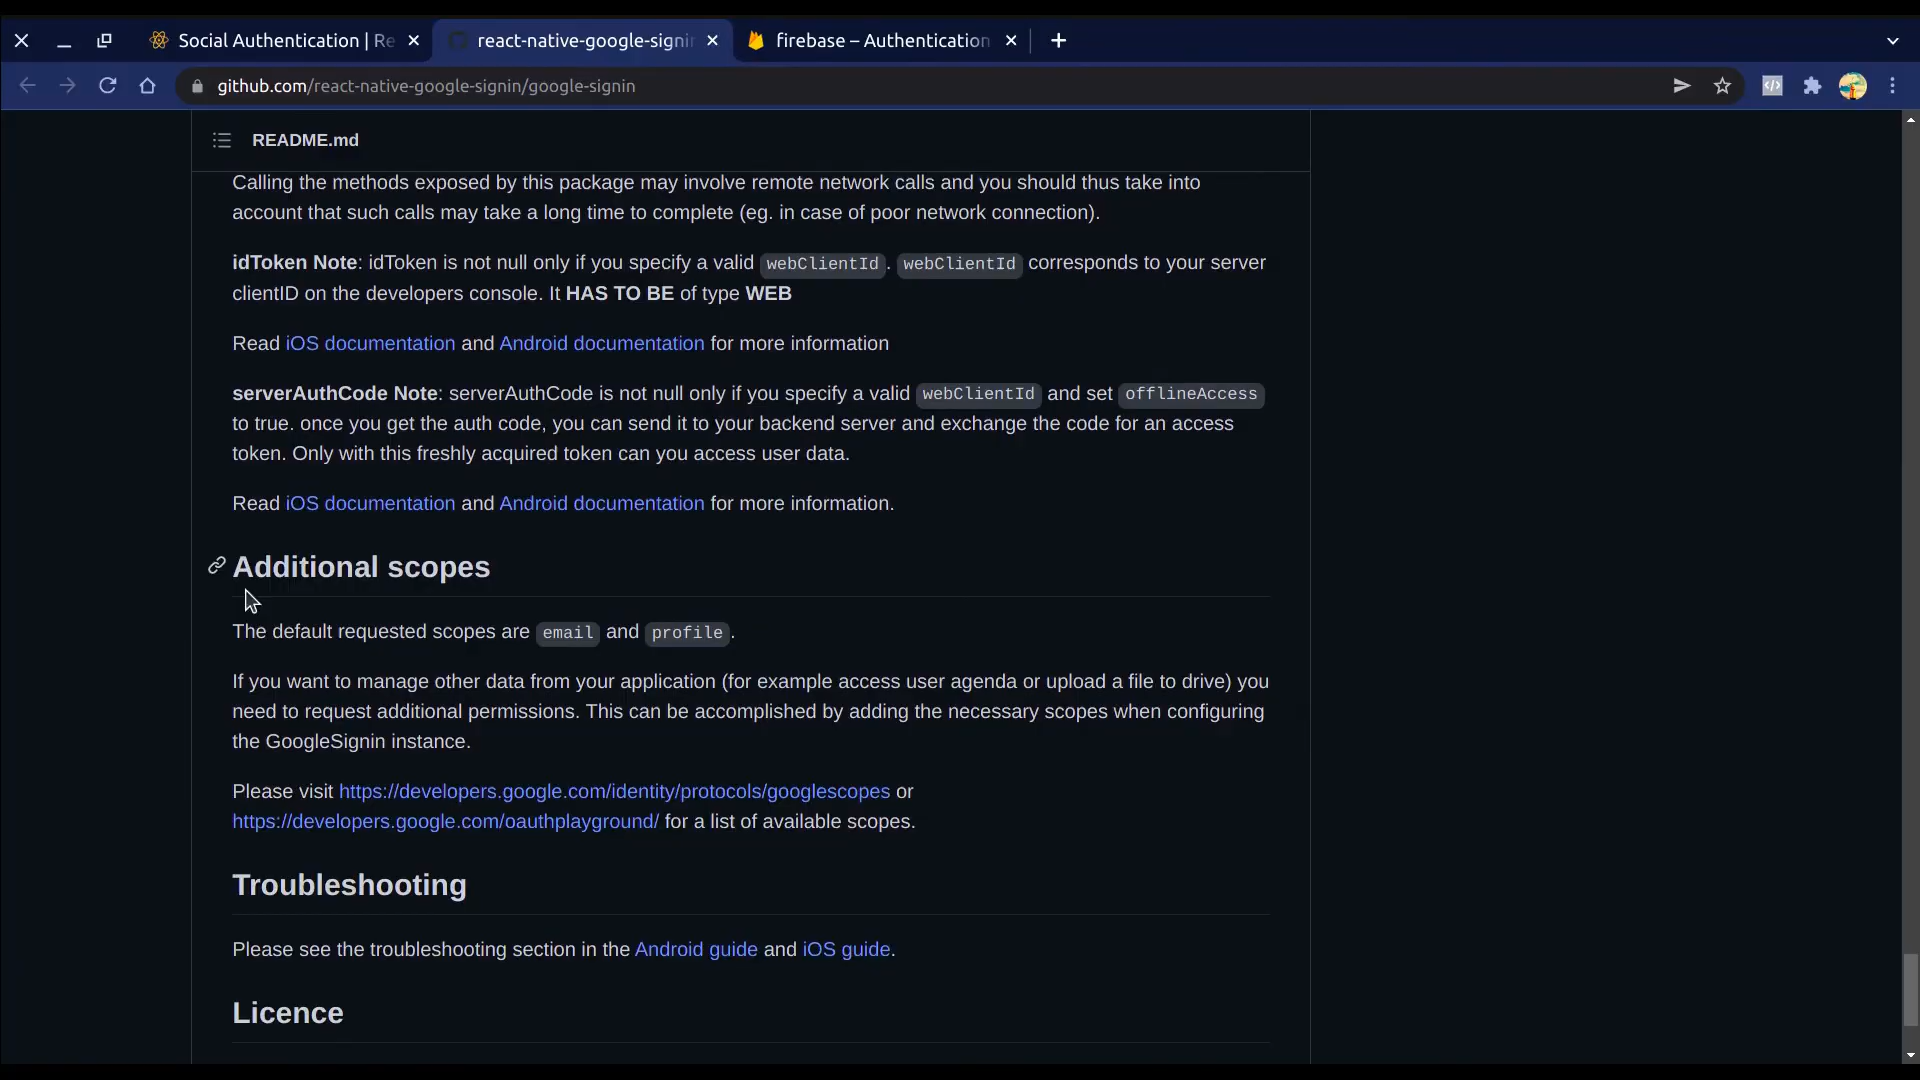 Social Authentication | Re
react-native-google-signin
firebase – Authentication
github.com/react-native-google-signin/google-signin
README.md
Calling the methods exposed by this package may involve remote network calls and you should thus take into
account that such calls may take a long time to complete (eg. in case of poor network connection).
idToken Note: idToken is not null only if you specify a valid webClientId. webClientId corresponds to your server
clientID on the developers console. It HAS TO BE of type WEB
Read iOS documentation and Android documentation for more information
serverAuthCode Note: serverAuthCode is not null only if you specify a valid webClientId and set offlineAccess
to true. once you get the auth code, you can send it to your backend server and exchange the code for an access
token. Only with this freshly acquired token can you access user data.
Read iOS documentation and Android documentation for more information.
Additional scopes
The default requested scopes are email and profile.
If you want to manage other data from your application (for example access user agenda or upload a file to drive) you
need to request additional permissions. This can be accomplished by adding the necessary scopes when configuring
the GoogleSignin instance.
Please visit https://developers.google.com/identity/protocols/googlescopes or
https://developers.google.com/oauthplayground/ for a list of available scopes.
Troubleshooting
Please see the troubleshooting section in the Android guide and iOS guide.
Licence